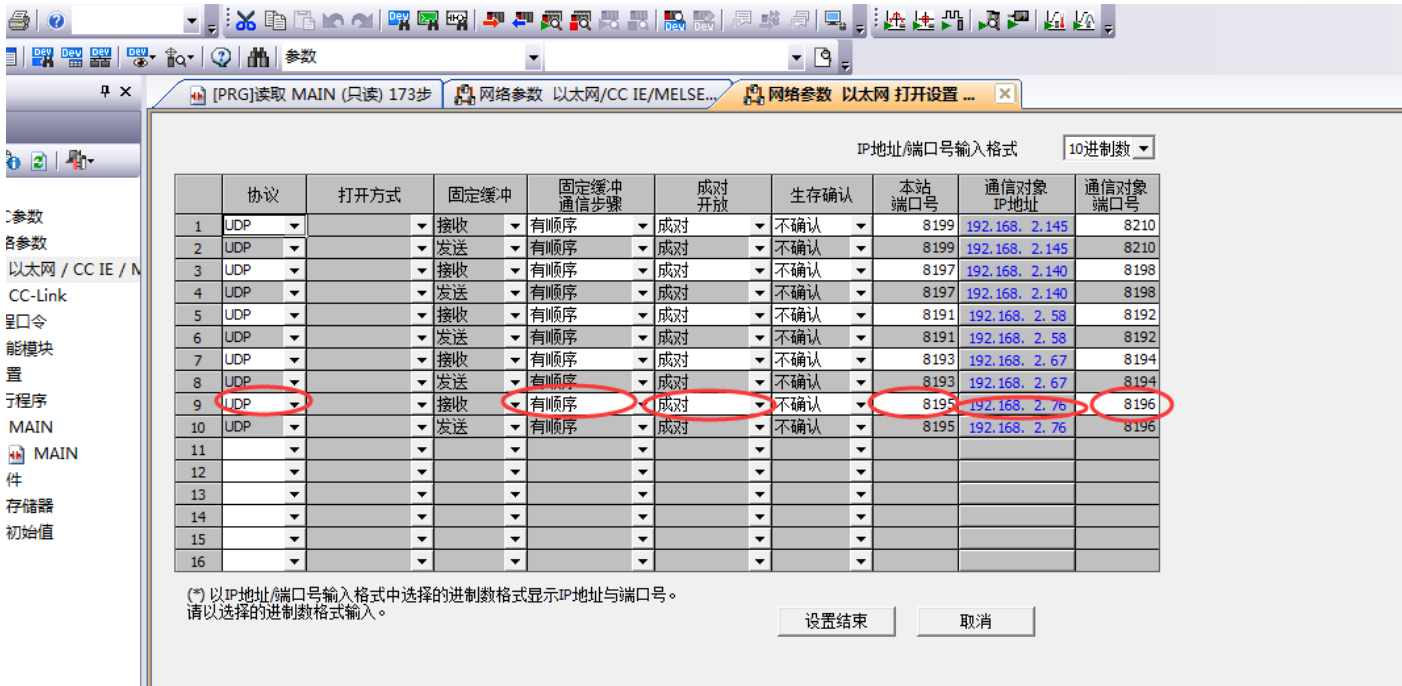 参数
[PRG]读取 MAIN (只读) 173步 网络参数 以太网/CC IE/MELSE... 网络参数 以太网 打开设置 ...
IP地址/端口号输入格式 10进制数
协议 打开方式 固定缓冲 固定缓冲 通信步骤 成对 开放 生存确认 本站 端口号 通信对象 IP地址 通信对象 端口号
1 UDP 接收 有顺序 成对 不确认 8199 192.168. 2.145 8210
2 UDP 发送 有顺序 成对 不确认 8199 192.168. 2.145 8210
3 UDP 接收 有顺序 成对 不确认 8197 192.168. 2.140 8198
4 UDP 发送 有顺序 成对 不确认 8197 192.168. 2.140 8198
5 UDP 接收 有顺序 成对 不确认 8191 192.168. 2. 58 8192
6 UDP 发送 有顺序 成对 不确认 8191 192.168. 2. 58 8192
7 UDP 接收 有顺序 成对 不确认 8193 192.168. 2. 67 8194
8 UDP 发送 有顺序 成对 不确认 8193 192.168. 2. 67 8194
9 UDP 接收 有顺序 成对 不确认 8195 192.168. 2. 76 8196
10 UDP 发送 有顺序 成对 不确认 8195 192.168. 2. 76 8196
11
12
13
14
15
16
(*) 以IP地址/端口号输入格式中选择的进制数格式显示IP地址与端口号。
请以选择的进制数格式输入。
设置结束 取消
C参数
络参数
以太网 / CC IE / M
CC-Link
程口令
能模块
置
行程序
MAIN
MAIN
件
存储器
初始值